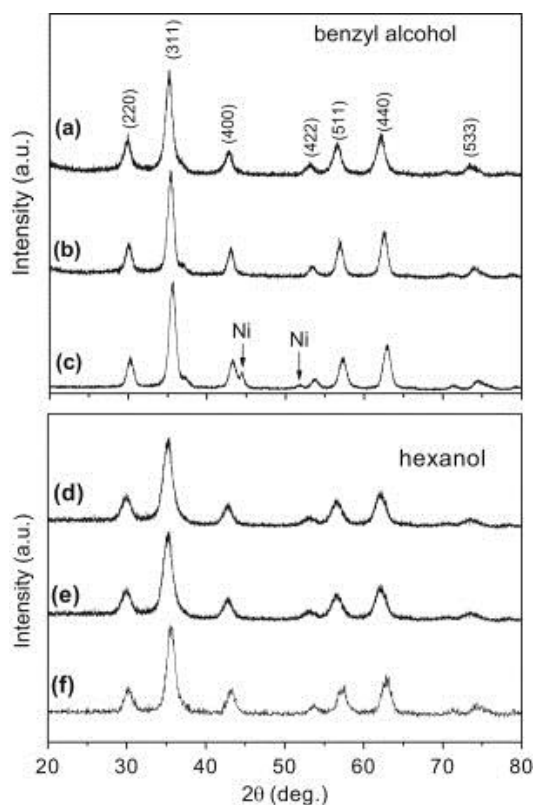 benzyl alcohol
(220)
(311)
(400)
(422)
(511)
(440)
(533)
(a)
(b)
(c)
Ni
Ni
Intensity (a.u.)
hexanol
(d)
(e)
(f)
Intensity (a.u.)
20 30 40 50 60 70 80
2θ (deg.)